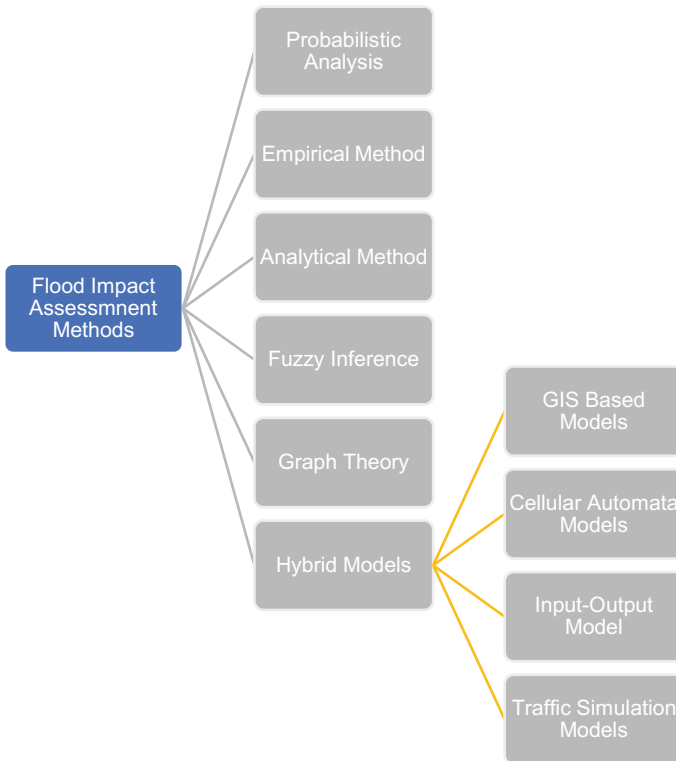 Probabilistic
Analysis
Empirical Method
Analytical Method
Flood Impact
Assessmnent
Methods
Fuzzy Inference
Graph Theory
Hybrid Models
GIS Based
Models
Cellular Automata
Models
Input-Output
Model
Traffic Simulation
Models